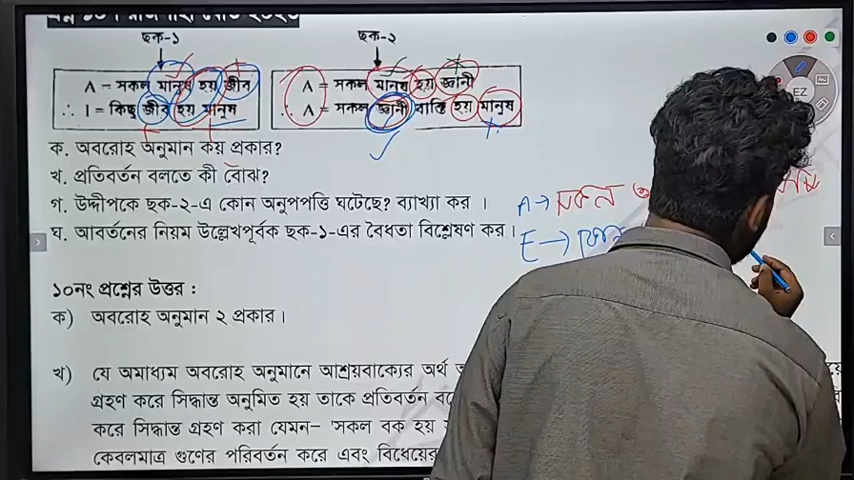 ছক-১ ছক-২
A = সকল মানুষ হয় জীব
∴ I = কিছু জীব হয় মানুষ
A = সকল মানুষ হয় জ্ঞানী
∴ A = সকল জ্ঞানী ব্যক্তি হয় মানুষ
ক. অবরোহ অনুমান কয় প্রকার?
খ. প্রতিবর্তন বলতে কী বোঝ?
গ. উদ্দীপকে ছক-২-এ কোন অনুপপত্তি ঘটেছে? ব্যাখ্যা কর ।
A → সকল
ঘ. আবর্তনের নিয়ম উল্লেখপূর্বক ছক-১-এর বৈধতা বিশ্লেষণ কর ।
E →
১০নং প্রশ্নের উত্তর :
ক) অবরোহ অনুমান ২ প্রকার ।
খ) যে অমাধ্যম অবরোহ অনুমানে আশ্রয়বাক্যের অর্থ
গ্রহণ করে সিদ্ধান্ত অনুমিত হয় তাকে প্রতিবর্তন
করে সিদ্ধান্ত গ্রহণ করা যেমন- 'সকল বক হয়
কেবলমাত্র গুণের পরিবর্তন করে এবং বিধেয়ের
EZ